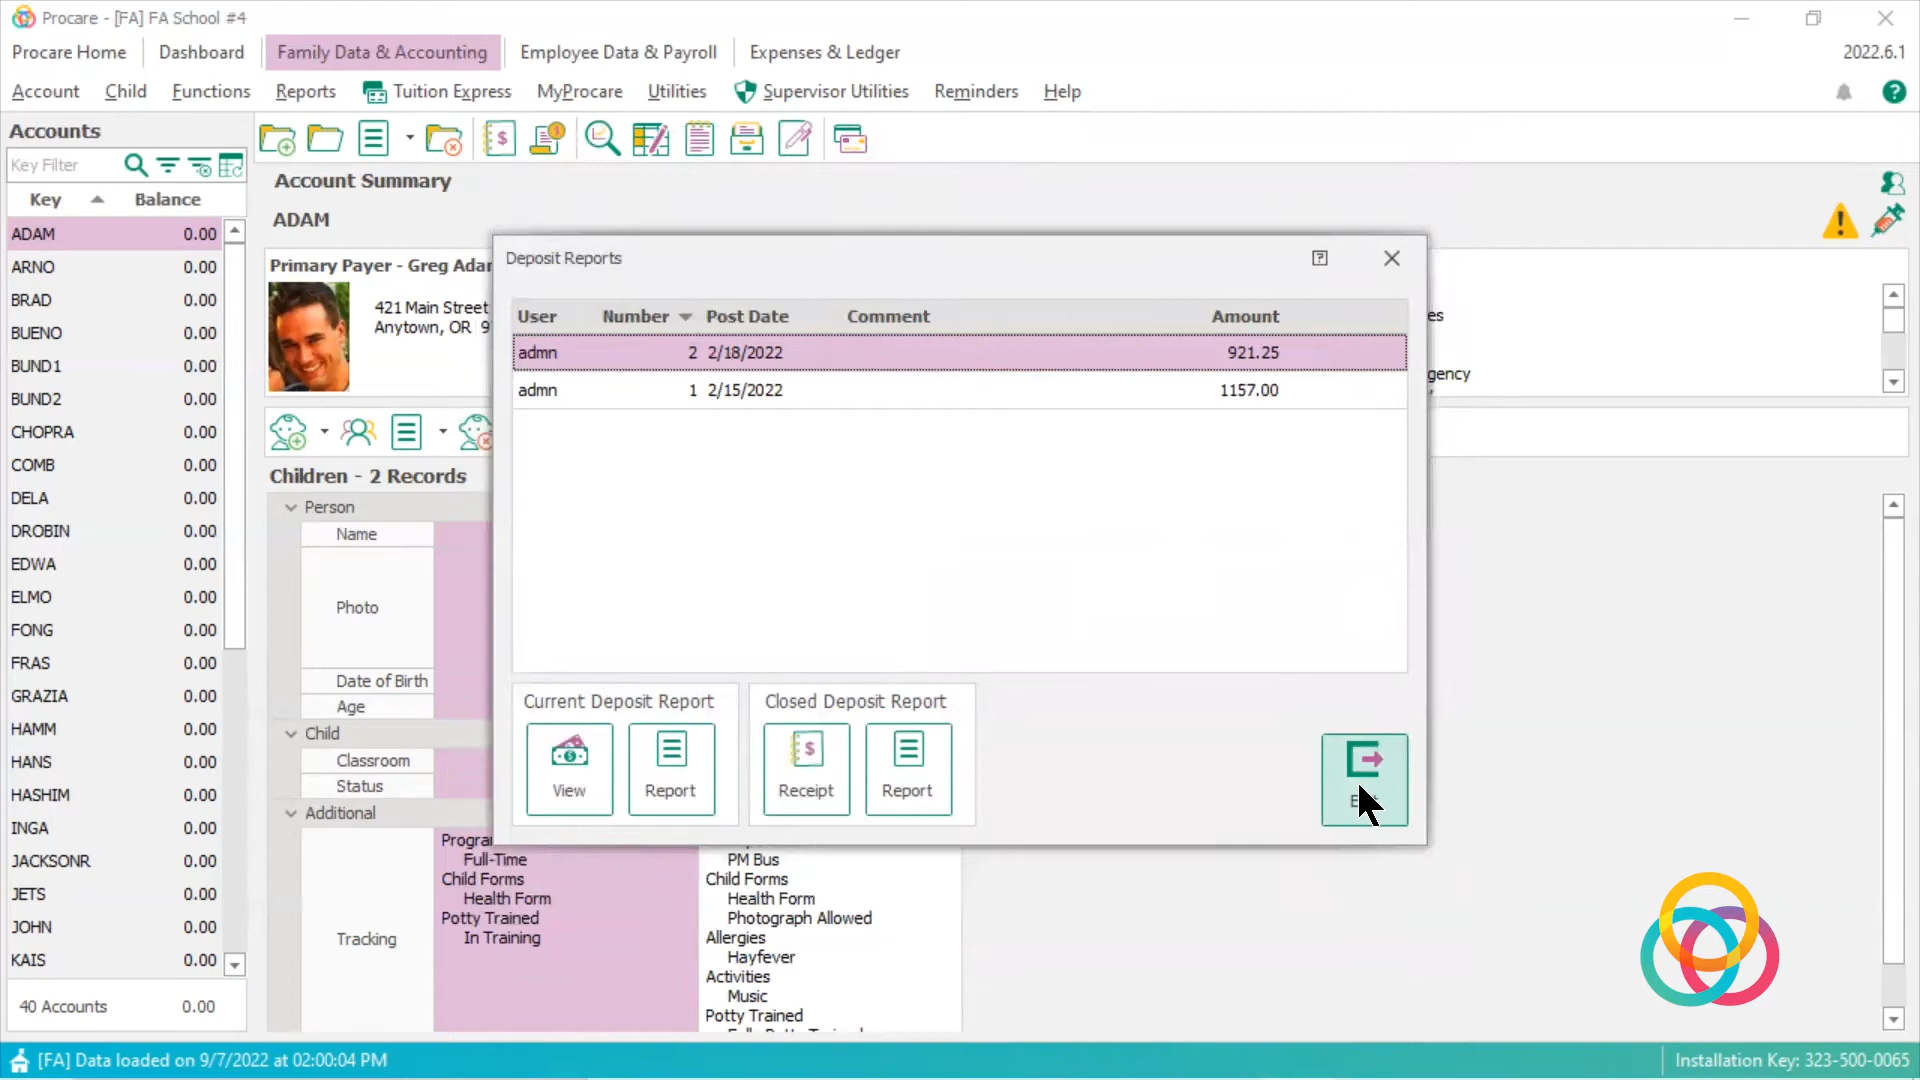 Procare - [FA] FA School #4
Procare Home Dashboard Family Data & Accounting Employee Data & Payroll Expenses & Ledger 2022.6.1
Account Child Functions Reports Tuition Express MyProcare Utilities Supervisor Utilities Reminders Help ?
Accounts
Key Filter
Key Balance
ADAM 0.00
ARNO 0.00
BRAD 0.00
BUENO 0.00
BUND1 0.00
BUND2 0.00
CHOPRA 0.00
COMB 0.00
DELA 0.00
DROBIN 0.00
EDWA 0.00
ELMO 0.00
FONG 0.00
FRAS 0.00
GRAZIA 0.00
HAMM 0.00
HANS 0.00
HASHIM 0.00
INGA 0.00
JACKSONR 0.00
JETS 0.00
JOHN 0.00
KAIS 0.00
40 Accounts 0.00
Account Summary
ADAM
Primary Payer - Greg Adar
421 Main Street
Anytown, OR 9
es
gency
Children - 2 Records
Person
Name
Photo
Date of Birth
Age
Child
Classroom
Status
Additional
Tracking
Progra
Full-Time
Child Forms
Health Form
Potty Trained
In Training
PM Bus
Child Forms
Health Form
Photograph Allowed
Allergies
Hayfever
Activities
Music
Potty Trained
Deposit Reports
User Number Post Date Comment Amount
admn 2 2/18/2022 921.25
admn 1 2/15/2022 1157.00
Current Deposit Report
View Report
Closed Deposit Report
Receipt Report
[FA] Data loaded on 9/7/2022 at 02:00:04 PM
Installation Key: 323-500-0065